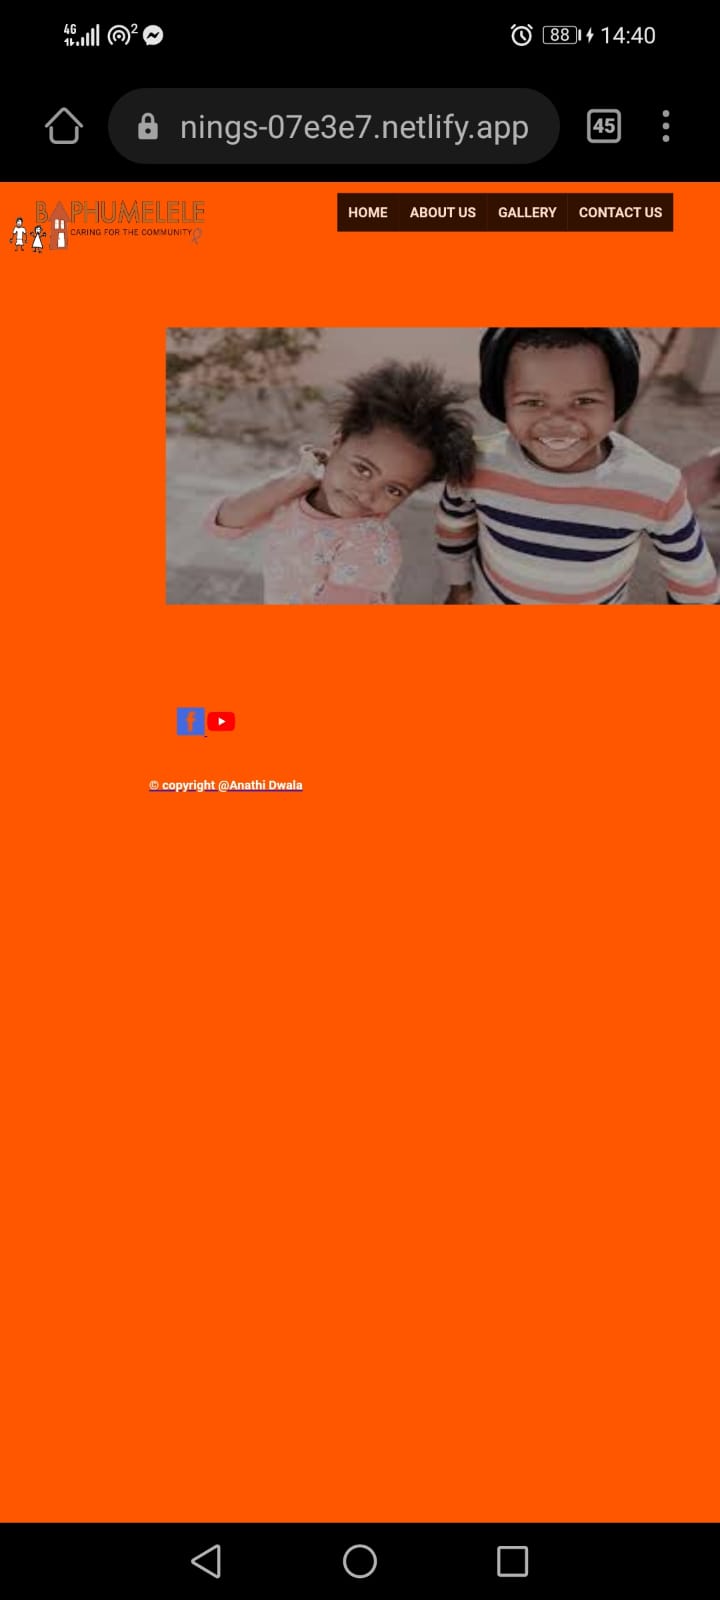 4G 2 88 14:40
nings-07e3e7.netlify.app 45
BAPHUMELELE
CARING FOR THE COMMUNITY
HOME ABOUT US GALLERY CONTACT US
f
© copyright @Anathi Dwala